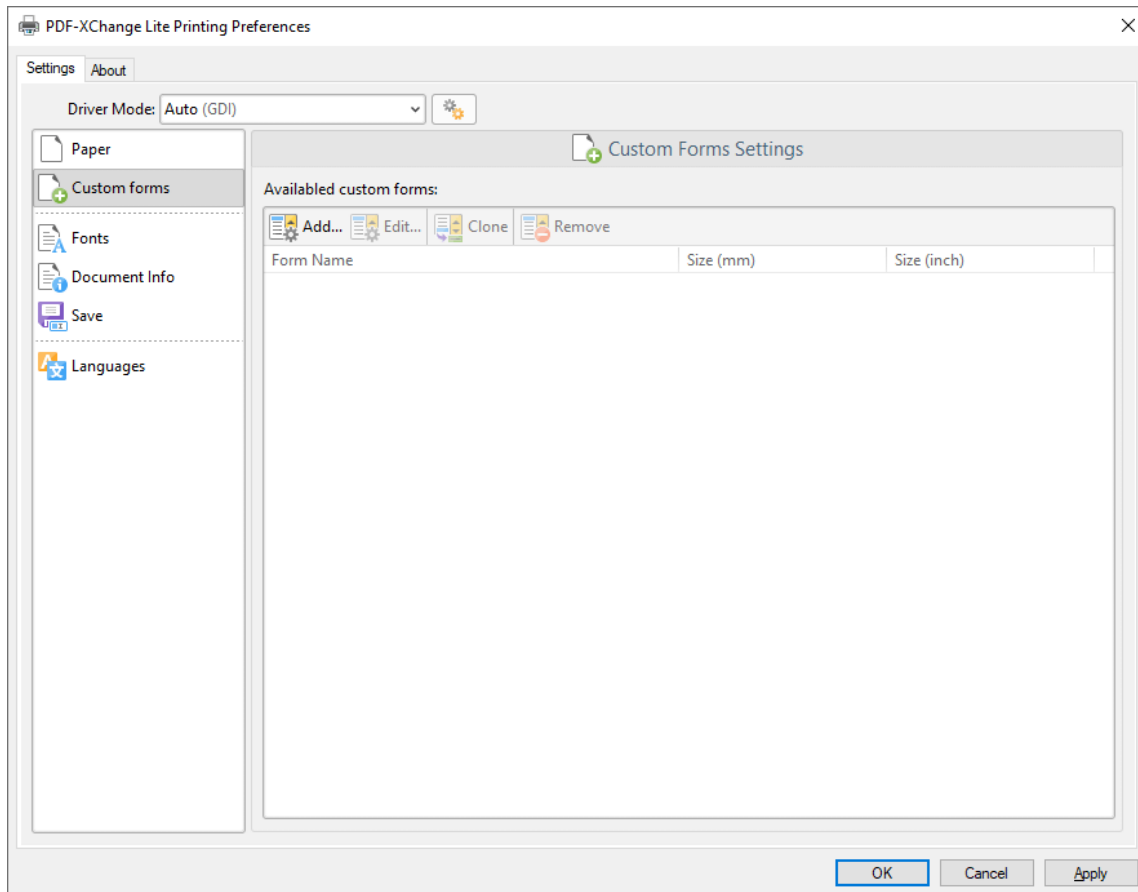 PDF-XChange Lite Printing Preferences
Settings About
Driver Mode: Auto (GDI)
Paper
Custom forms
Fonts
Document Info
Save
Languages
Custom Forms Settings
Availabled custom forms:
Add... Edit... Clone Remove
Form Name Size (mm) Size (inch)
OK Cancel Apply